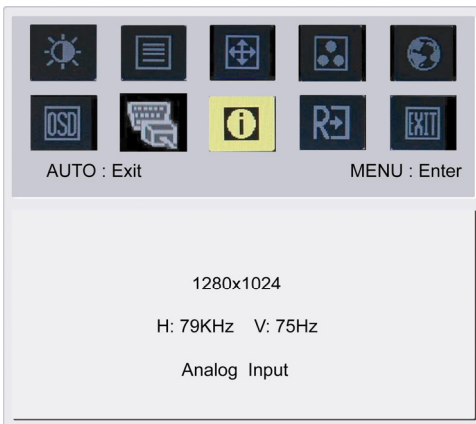 OSD R EXIT
AUTO : Exit MENU : Enter
1280x1024
H: 79KHz V: 75Hz
Analog Input